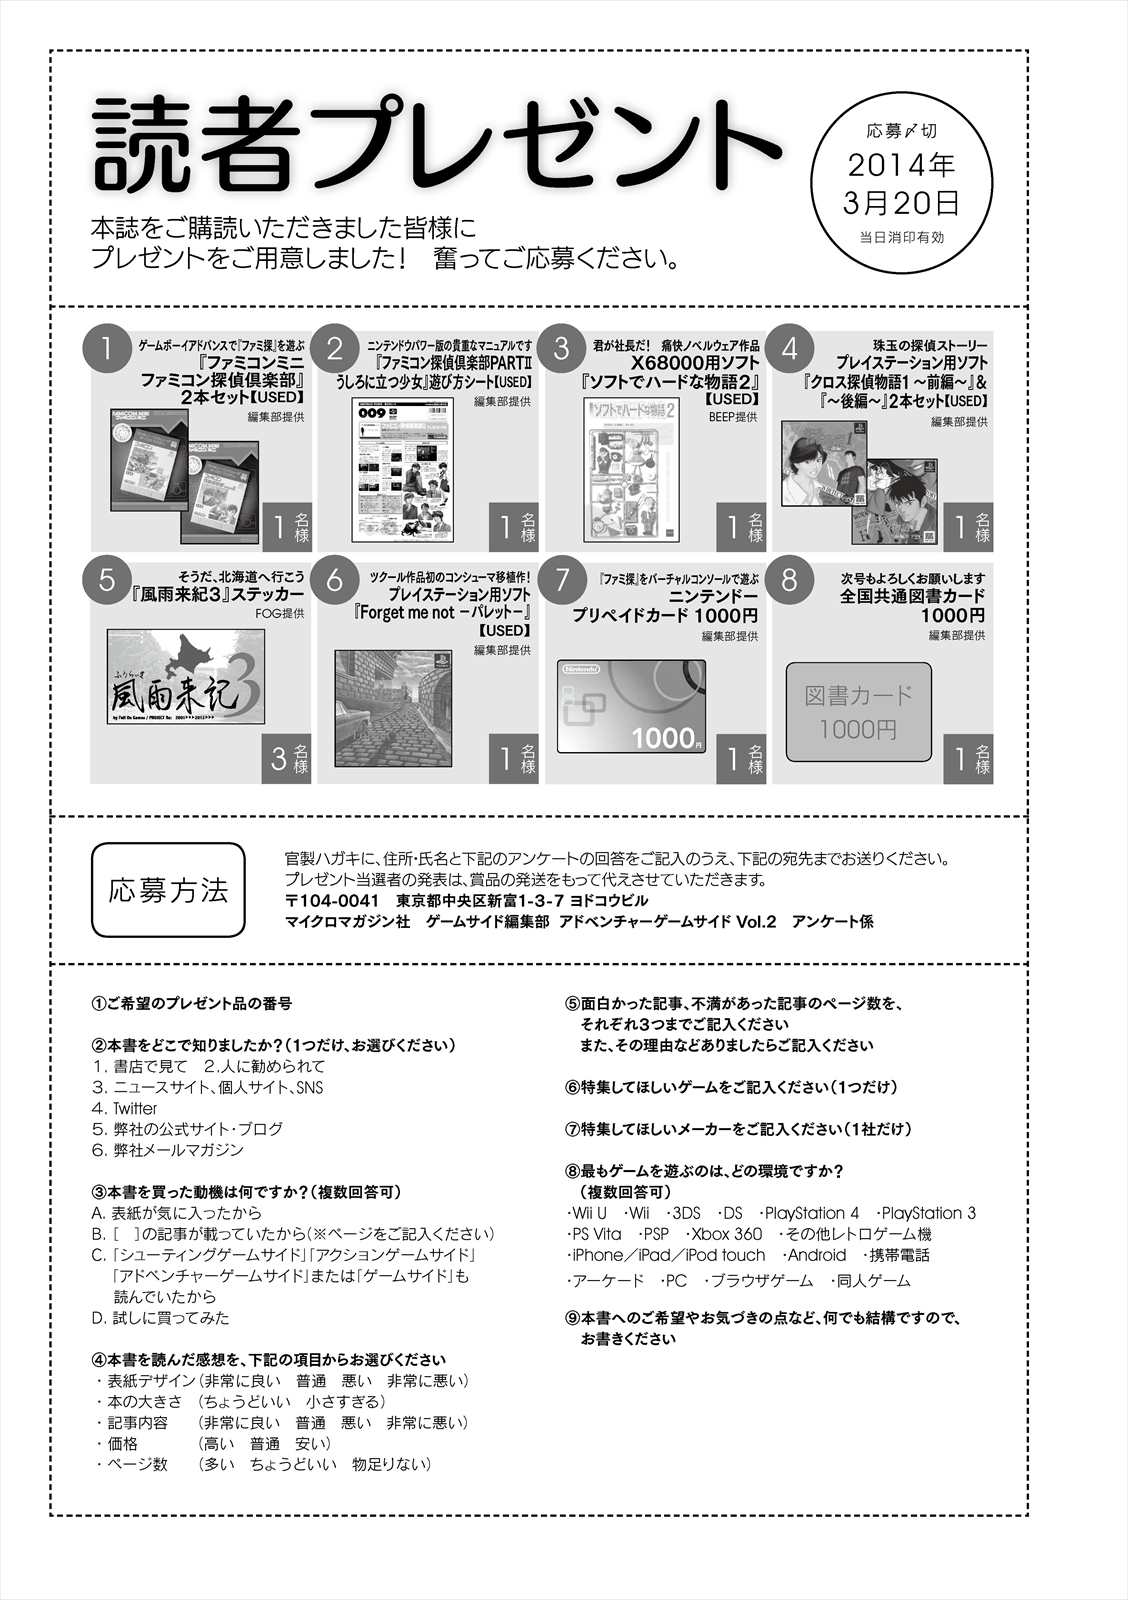 読者プレゼント
本誌をご購読いただきました皆様に
プレゼントをご用意しました！　奮ってご応募ください。
応募〆切
2014年
3月20日
当日消印有効
1
ゲームボーイアドバンスで『ファミ探』を遊ぶ
『ファミコンミニ
ファミコン探偵倶楽部』
2本セット【USED】
編集部提供
1名様
2
ニンテンドウパワー版の貴重なマニュアルです
『ファミコン探偵倶楽部PARTⅡ
うしろに立つ少女』遊び方シート【USED】
編集部提供
009
1名様
3
君が社長だ！　痛快ノベルウェア作品
X68000用ソフト
『ソフトでハードな物語2』
【USED】
BEEP提供
ソフトでハードな物語2
1名様
4
珠玉の探偵ストーリー
プレイステーション用ソフト
『クロス探偵物語1 〜前編〜』&
『〜後編〜』2本セット【USED】
編集部提供
1名様
5
そうだ、北海道へ行こう
『風雨来紀3』ステッカー
FOG提供
ふうらいき
風雨来記3
by Full On Games / PROJECT Re: 2001>>>2013>>>
3名様
6
ツクール作品初のコンシューマ移植作！
プレイステーション用ソフト
『Forget me not －パレット－』
【USED】
編集部提供
1名様
7
『ファミ探』をバーチャルコンソールで遊ぶ
ニンテンドー
プリペイドカード 1000円
編集部提供
Nintendo
1000円
1名様
8
次号もよろしくお願いします
全国共通図書カード
1000円
編集部提供
図書カード
1000円
1名様
応募方法
官製ハガキに、住所・氏名と下記のアンケートの回答をご記入のうえ、下記の宛先までお送りください。
プレゼント当選者の発表は、賞品の発送をもって代えさせていただきます。
〒104-0041　東京都中央区新富1-3-7 ヨドコウビル
マイクロマガジン社　ゲームサイド編集部 アドベンチャーゲームサイド Vol.2　アンケート係
①ご希望のプレゼント品の番号
②本書をどこで知りましたか？（1つだけ、お選びください）
1. 書店で見て　2.人に勧められて
3. ニュースサイト、個人サイト、SNS
4. Twitter
5. 弊社の公式サイト・ブログ
6. 弊社メールマガジン
③本書を買った動機は何ですか？（複数回答可）
A. 表紙が気に入ったから
B. [　]の記事が載っていたから（※ページをご記入ください）
C. 「シューティングゲームサイド」「アクションゲームサイド」
「アドベンチャーゲームサイド」または「ゲームサイド」も
読んでいたから
D. 試しに買ってみた
④本書を読んだ感想を、下記の項目からお選びください
・表紙デザイン（非常に良い　普通　悪い　非常に悪い）
・本の大きさ　（ちょうどいい　小さすぎる）
・記事内容　　（非常に良い　普通　悪い　非常に悪い）
・価格　　　　（高い　普通　安い）
・ページ数　　（多い　ちょうどいい　物足りない）
⑤面白かった記事、不満があった記事のページ数を、
それぞれ3つまでご記入ください
また、その理由などありましたらご記入ください
⑥特集してほしいゲームをご記入ください（1つだけ）
⑦特集してほしいメーカーをご記入ください（1社だけ）
⑧最もゲームを遊ぶのは、どの環境ですか？
（複数回答可）
・Wii U　・Wii　・3DS　・DS　・PlayStation 4　・PlayStation 3
・PS Vita　・PSP　・Xbox 360　・その他レトロゲーム機
・iPhone／iPad／iPod touch　・Android　・携帯電話
・アーケード　・PC　・ブラウザゲーム　・同人ゲーム
⑨本書へのご希望やお気づきの点など、何でも結構ですので、
お書きください